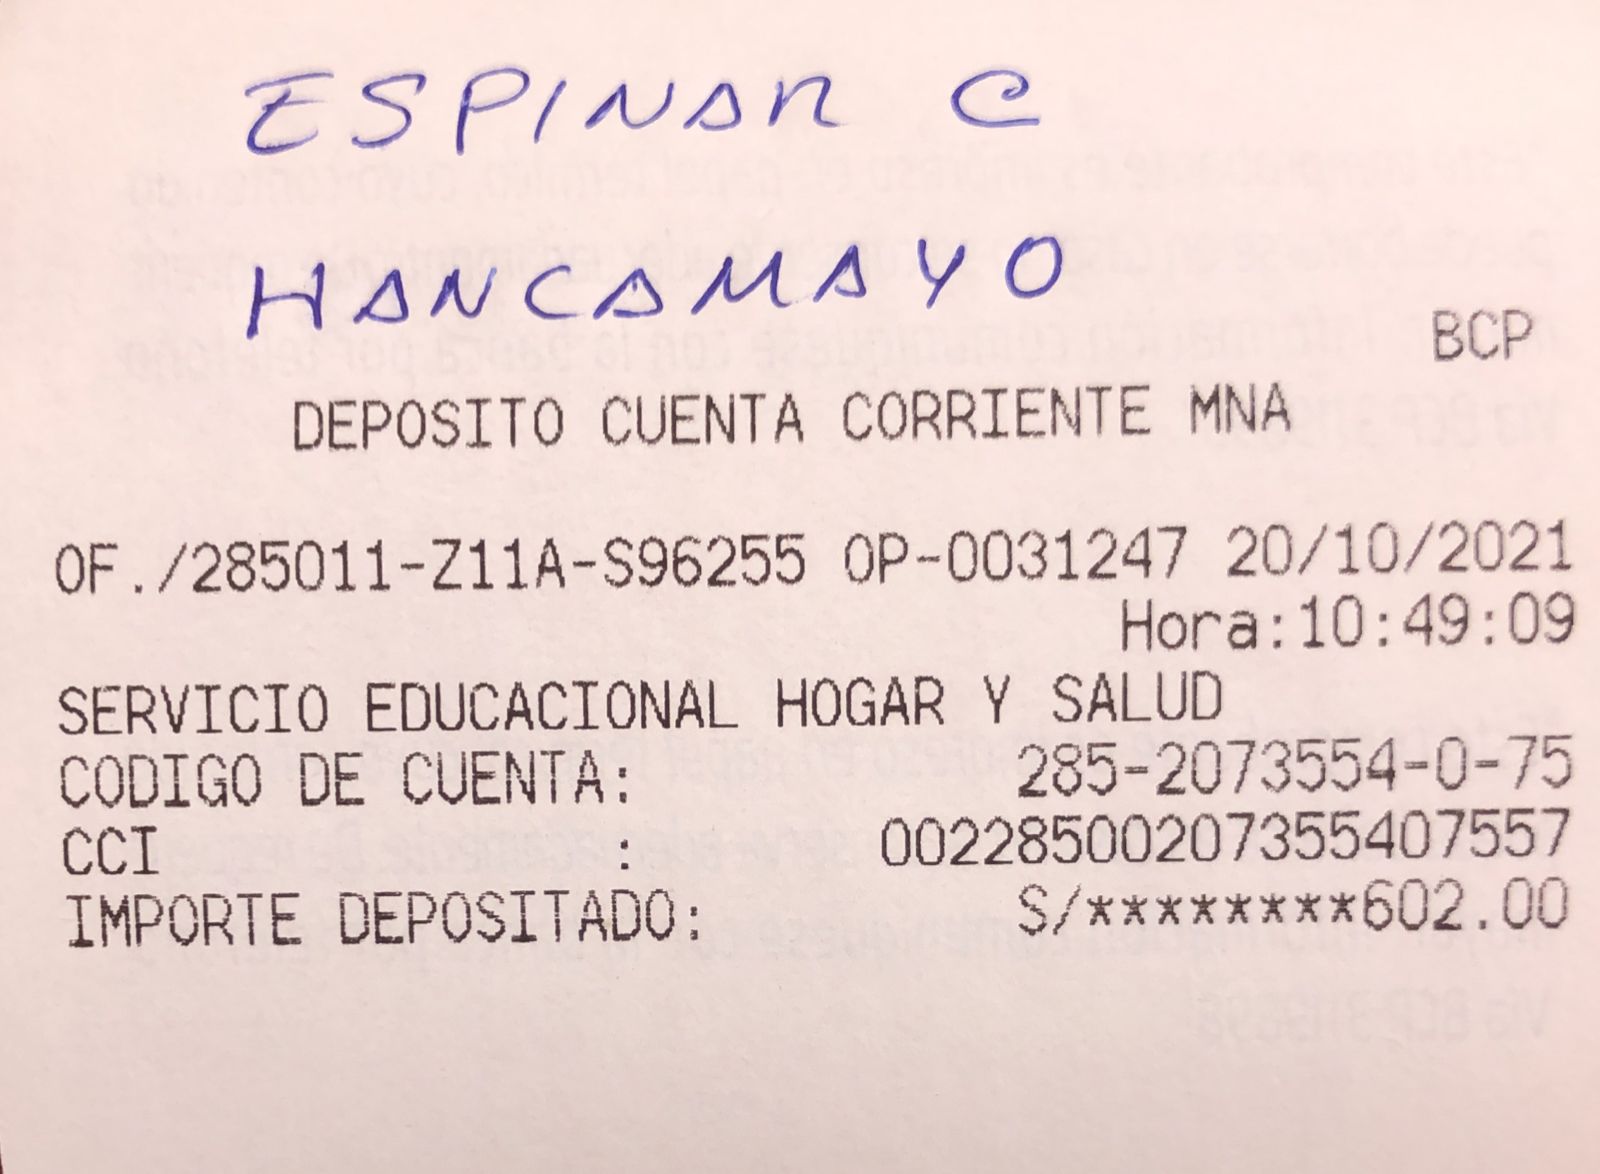 ESPINAR C
HANCAMAYO
BCP
DEPOSITO CUENTA CORRIENTE MNA
OF./285011-Z11A-S96255 OP-0031247 20/10/2021
Hora:10:49:09
SERVICIO EDUCACIONAL HOGAR Y SALUD
CODIGO DE CUENTA: 285-2073554-0-75
CCI : 00228500207355407557
IMPORTE DEPOSITADO: S/********602.00